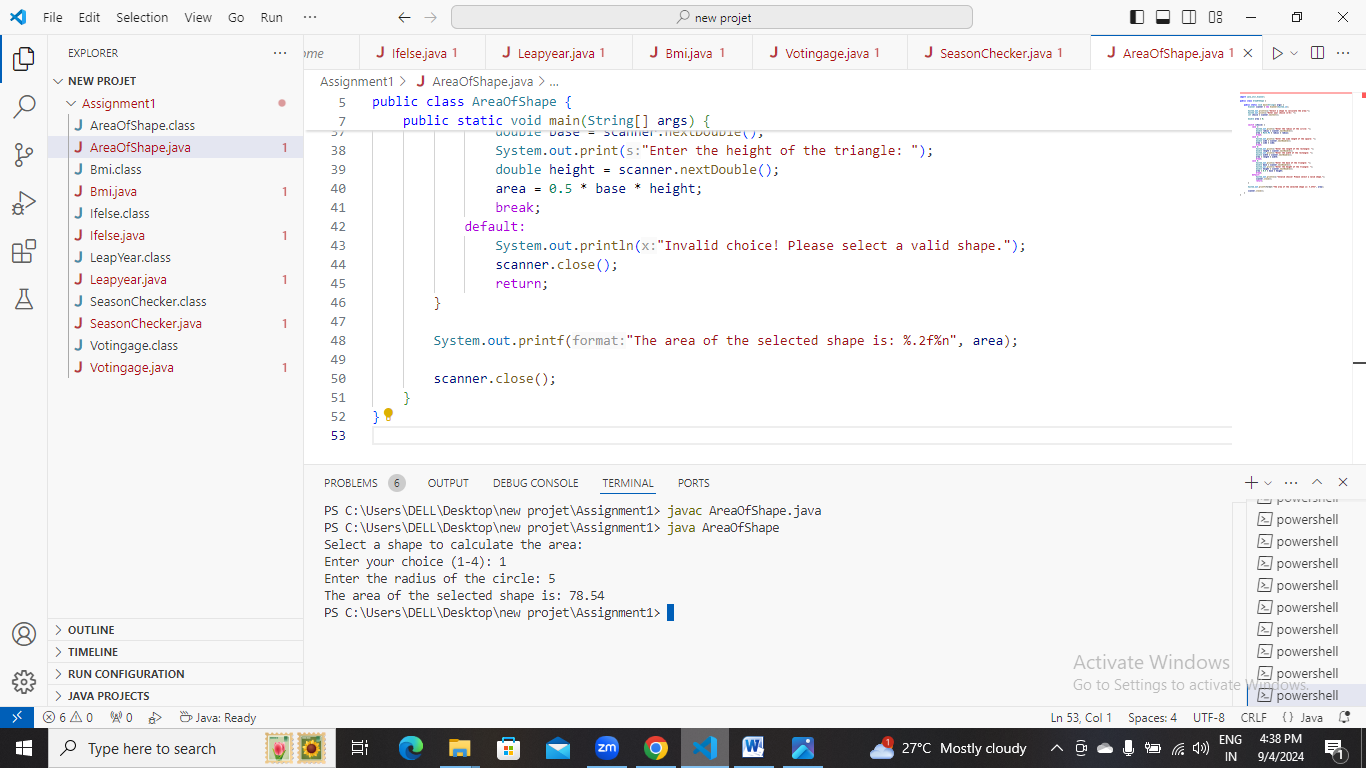 File Edit Selection View Go Run ··· new projet
EXPLORER
NEW PROJET
Assignment1
AreaOfShape.class
AreaOfShape.java 1
Bmi.class
Bmi.java 1
Ifelse.class
Ifelse.java 1
LeapYear.class
Leapyear.java 1
SeasonChecker.class
SeasonChecker.java 1
Votingage.class
Votingage.java 1
OUTLINE
TIMELINE
RUN CONFIGURATION
JAVA PROJECTS
ome Ifelse.java 1 Leapyear.java 1 Bmi.java 1 Votingage.java 1 SeasonChecker.java 1 AreaOfShape.java 1
Assignment1 > AreaOfShape.java > ...
5 public class AreaOfShape {
7 public static void main(String[] args) {
37 double base = scanner.nextDouble();
38 System.out.print(s:"Enter the height of the triangle: ");
39 double height = scanner.nextDouble();
40 area = 0.5 * base * height;
41 break;
42 default:
43 System.out.println(x:"Invalid choice! Please select a valid shape.");
44 scanner.close();
45 return;
46 }
47
48 System.out.printf(format:"The area of the selected shape is: %.2f%n", area);
49
50 scanner.close();
51 }
52 }
53
PROBLEMS 6 OUTPUT DEBUG CONSOLE TERMINAL PORTS
PS C:\Users\DELL\Desktop\new projet\Assignment1> javac AreaOfShape.java
PS C:\Users\DELL\Desktop\new projet\Assignment1> java AreaOfShape
Select a shape to calculate the area:
Enter your choice (1-4): 1
Enter the radius of the circle: 5
The area of the selected shape is: 78.54
PS C:\Users\DELL\Desktop\new projet\Assignment1>
powershell
powershell
powershell
powershell
powershell
powershell
powershell
powershell
powershell
powershell
Activate Windows
Go to Settings to activate Windows.
6 0 0 Java: Ready Ln 53, Col 1 Spaces: 4 UTF-8 CRLF { } Java
Type here to search zm W 1 27°C Mostly cloudy ENG 4:38 PM
IN 9/4/2024 1